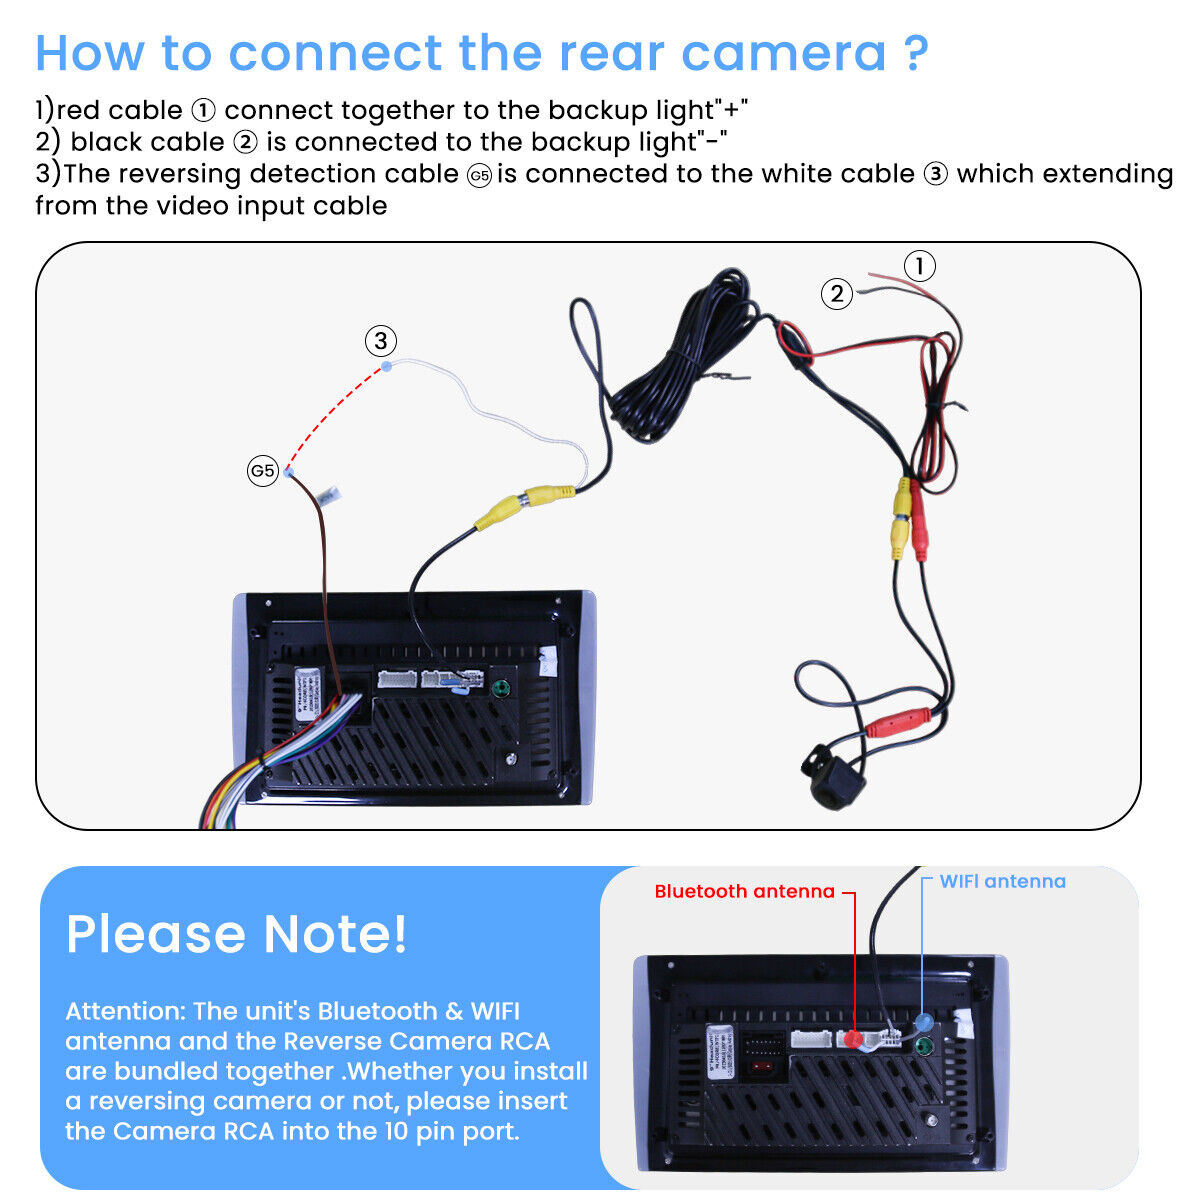 How to connect the rear camera ?
1)red cable ① connect together to the backup light"+"
2) black cable ② is connected to the backup light"-"
3)The reversing detection cable G5 is connected to the white cable ③ which extending
from the video input cable
1
2
3
G5
Bluetooth antenna
WIFI antenna
Please Note!
Attention: The unit's Bluetooth & WIFI
antenna and the Reverse Camera RCA
are bundled together .Whether you install
a reversing camera or not, please insert
the Camera RCA into the 10 pin port.